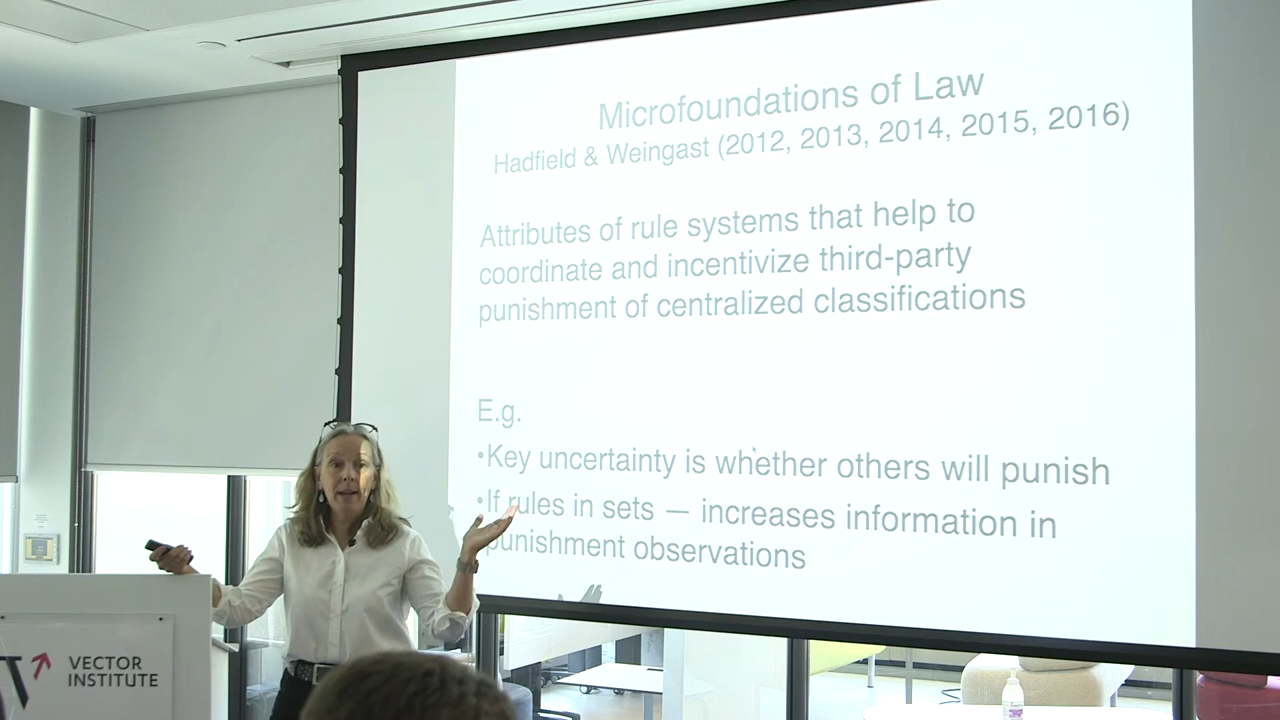 Microfoundations of Law
Hadfield & Weingast (2012, 2013, 2014, 2015, 2016)
Attributes of rule systems that help to
coordinate and incentivize third-party
punishment of centralized classifications
E.g.
•Key uncertainty is whether others will punish
•If rules in sets — increases information in
punishment observations
VECTOR
INSTITUTE